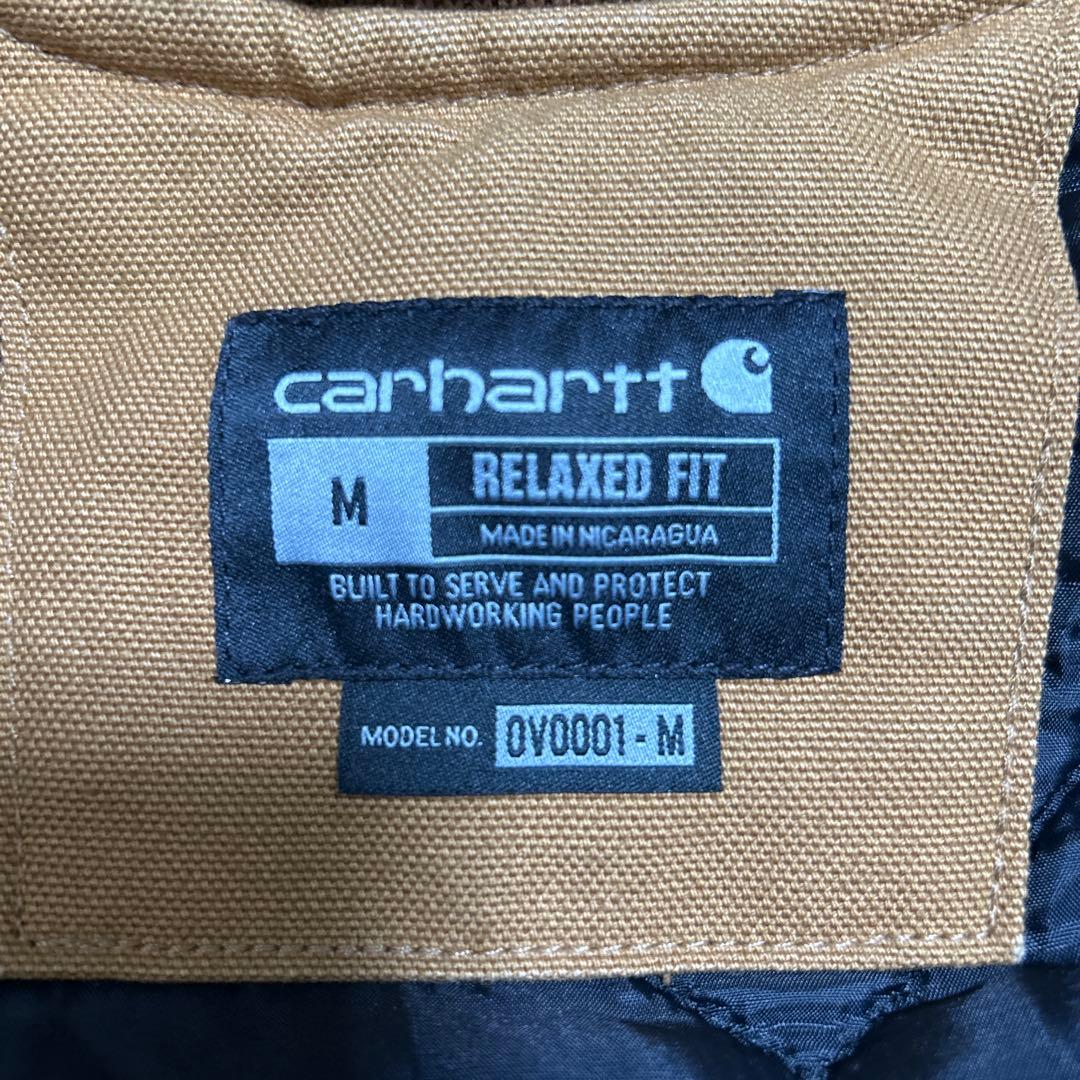 carhartt
M
RELAXED FIT
MADE IN NICARAGUA
BUILT TO SERVE AND PROTECT
HARDWORKING PEOPLE
MODEL NO. OV0001 - M